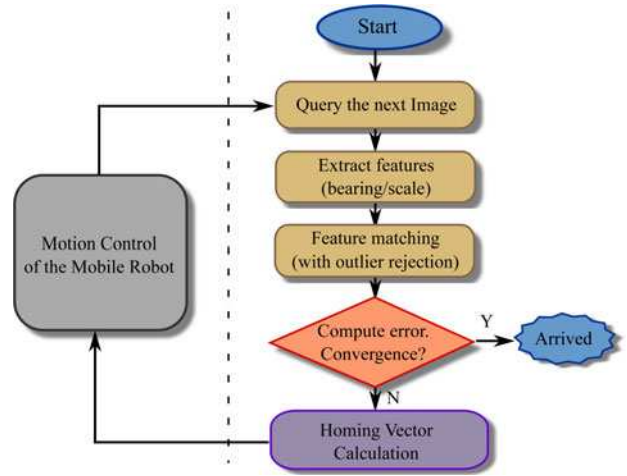 Start
Query the next Image
Extract features
(bearing/scale)
Feature matching
(with outlier rejection)
Compute error.
Convergence?
Y
Arrived
N
Homing Vector
Calculation
Motion Control
of the Mobile Robot